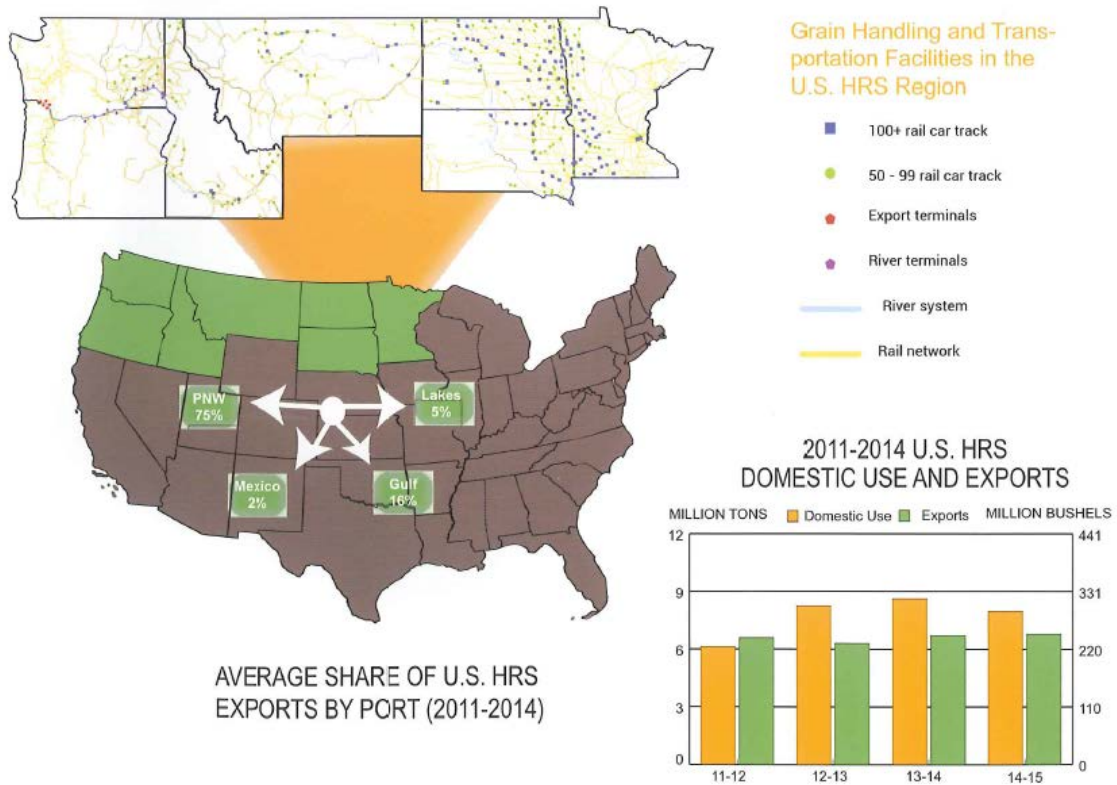 Grain Handling and Trans-
portation Facilities in the
U.S. HRS Region
100+ rail car track
50 - 99 rail car track
Export terminals
River terminals
River system
Rail network
PNW
75%
Lakes
5%
Mexico
2%
Gulf
16%
AVERAGE SHARE OF U.S. HRS
EXPORTS BY PORT (2011-2014)
2011-2014 U.S. HRS
DOMESTIC USE AND EXPORTS
MILLION TONS Domestic Use Exports MILLION BUSHELS
12 441
9 331
6 220
3 110
0 0
11-12 12-13 13-14 14-15